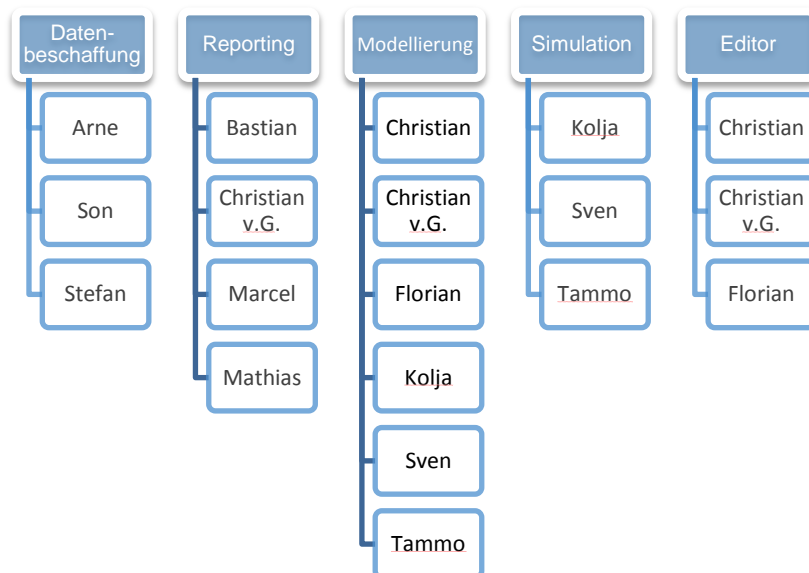 Daten-
beschaffung
Arne
Son
Stefan
Reporting
Bastian
Christian
v.G.
Marcel
Mathias
Modellierung
Christian
Christian
v.G.
Florian
Kolja
Sven
Tammo
Simulation
Kolja
Sven
Tammo
Editor
Christian
Christian
v.G.
Florian